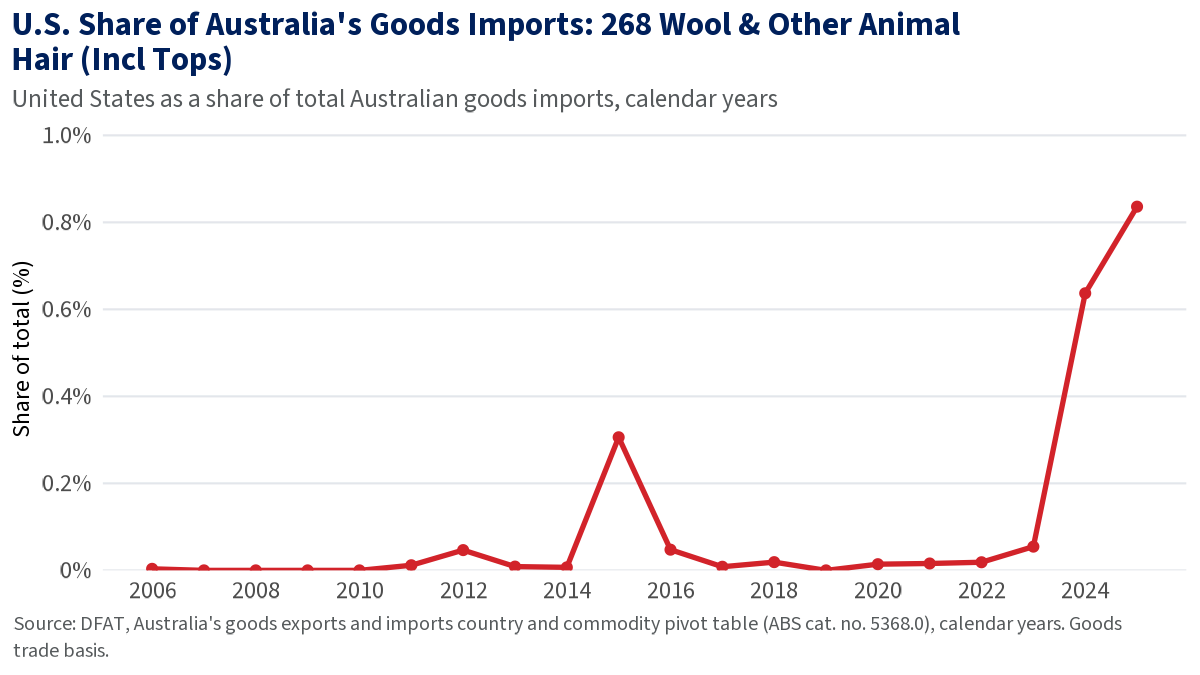 U.S. Share of Australia's Goods Imports: 268 Wool & Other Animal
Hair (Incl Tops)
United States as a share of total Australian goods imports, calendar years
Share of total (%)
1.0%
0.8%
0.6%
0.4%
0.2%
0%
2006 2008 2010 2012 2014 2016 2018 2020 2022 2024
Source: DFAT, Australia's goods exports and imports country and commodity pivot table (ABS cat. no. 5368.0), calendar years. Goods
trade basis.